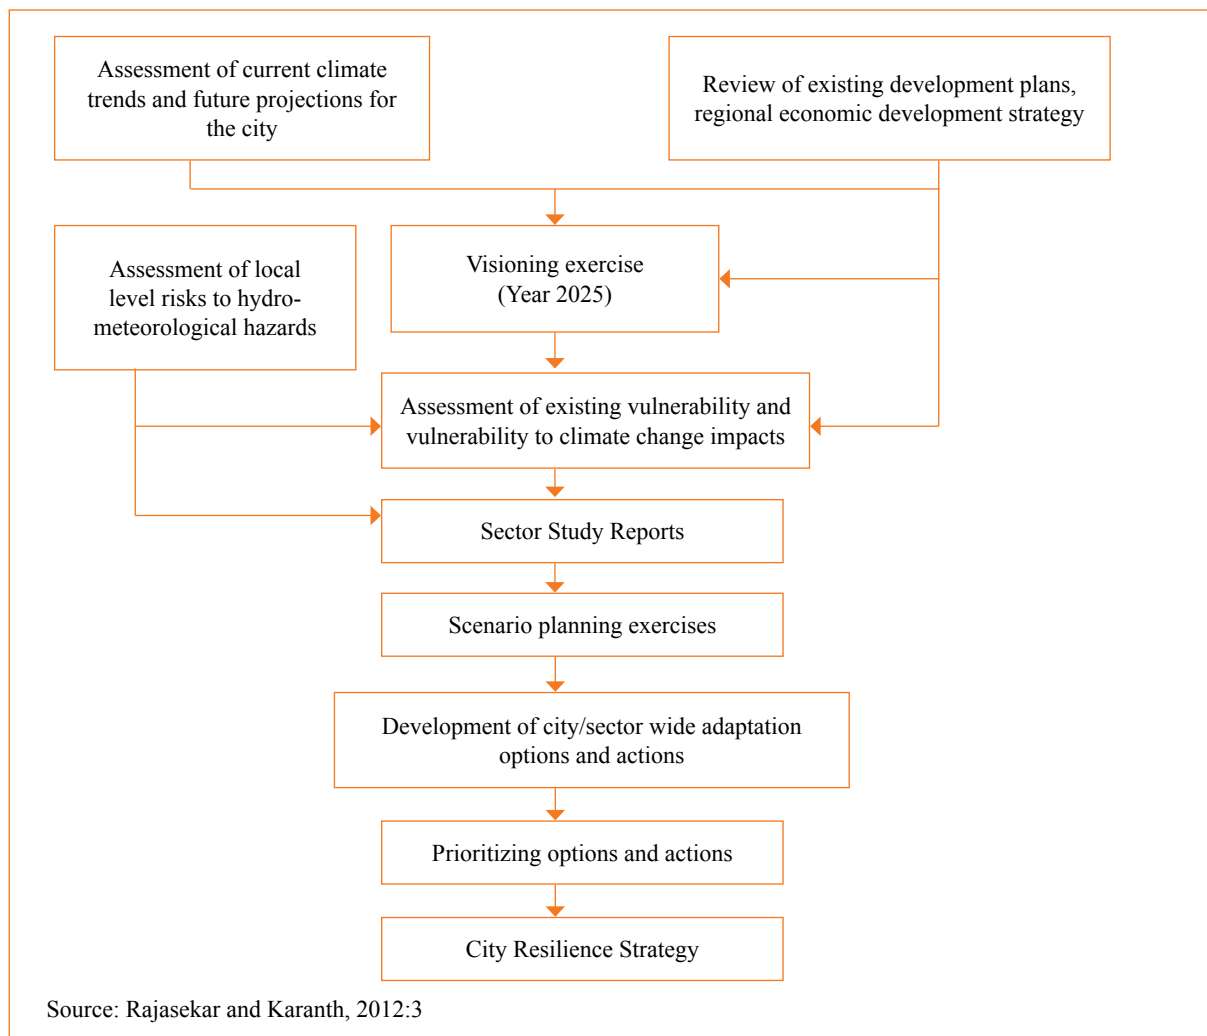 Assessment of current climate
trends and future projections for
the city
Review of existing development plans,
regional economic development strategy
Assessment of local
level risks to hydro-
meteorological hazards
Visioning exercise
(Year 2025)
Assessment of existing vulnerability and
vulnerability to climate change impacts
Sector Study Reports
Scenario planning exercises
Development of city/sector wide adaptation
options and actions
Prioritizing options and actions
City Resilience Strategy
Source: Rajasekar and Karanth, 2012:3